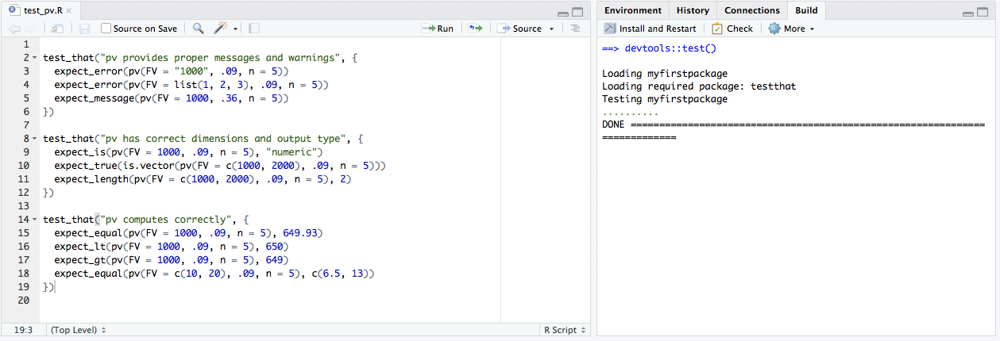 test_pv.R
Source on Save
Run
Source
1
2 test_that("pv provides proper messages and warnings", {
3   expect_error(pv(FV = "1000", .09, n = 5))
4   expect_error(pv(FV = list(1, 2, 3), .09, n = 5))
5   expect_message(pv(FV = 1000, .36, n = 5))
6 })
7
8 test_that("pv has correct dimensions and output type", {
9   expect_is(pv(FV = 1000, .09, n = 5), "numeric")
10   expect_true(is.vector(pv(FV = c(1000, 2000), .09, n = 5)))
11   expect_length(pv(FV = c(1000, 2000), .09, n = 5), 2)
12 })
13
14 test_that("pv computes correctly", {
15   expect_equal(pv(FV = 1000, .09, n = 5), 649.93)
16   expect_lt(pv(FV = 1000, .09, n = 5), 650)
17   expect_gt(pv(FV = 1000, .09, n = 5), 649)
18   expect_equal(pv(FV = c(10, 20), .09, n = 5), c(6.5, 13))
19 })
20
19:3 (Top Level) R Script
Environment History Connections Build
Install and Restart Check More
==> devtools::test()
Loading myfirstpackage
Loading required package: testthat
Testing myfirstpackage
..........
DONE ==============================================================
=============